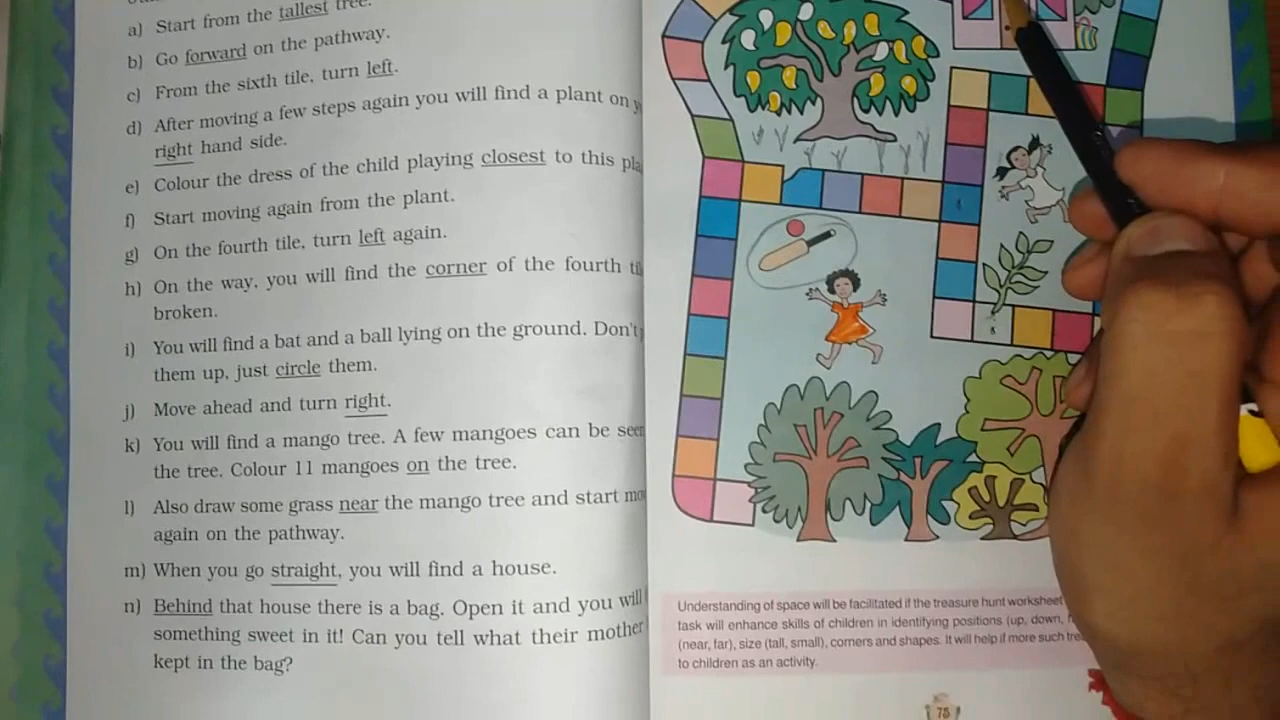 a) Start from the tallest tree.
b) Go forward on the pathway.
c) From the sixth tile, turn left.
d) After moving a few steps again you will find a plant on
right hand side.
e) Colour the dress of the child playing closest to this
f) Start moving again from the plant.
g) On the fourth tile, turn left again.
h) On the way, you will find the corner of the fourth
broken.
i) You will find a bat and a ball lying on the ground. Don't
them up, just circle them.
j) Move ahead and turn right.
k) You will find a mango tree. A few mangoes can be seen
the tree. Colour 11 mangoes on the tree.
l) Also draw some grass near the mango tree and start
again on the pathway.
m) When you go straight, you will find a house.
n) Behind that house there is a bag. Open it and you will
something sweet in it! Can you tell what their mother
kept in the bag?
Understanding of space will be facilitated if the treasure hunt worksheet
task will enhance skills of children in identifying positions (up, down,
(near, far), size (tall, small), corners and shapes. It will help if more such
to children as an activity.
75